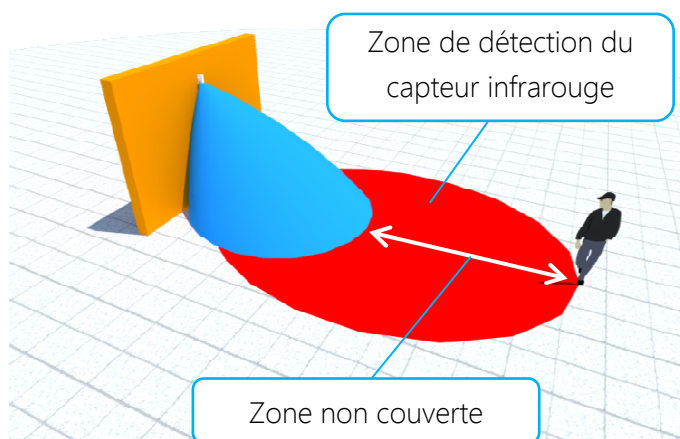 Zone de détection du
capteur infrarouge
Zone non couverte